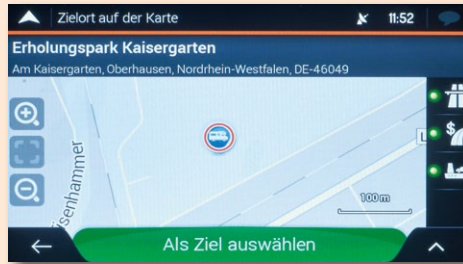 Zielort auf der Karte
11:52
Erholungspark Kaisergarten
Am Kaisergarten, Oberhausen, Nordrhein-Westfalen, DE-46049
isenhammer
L
$
100 m
Als Ziel auswählen